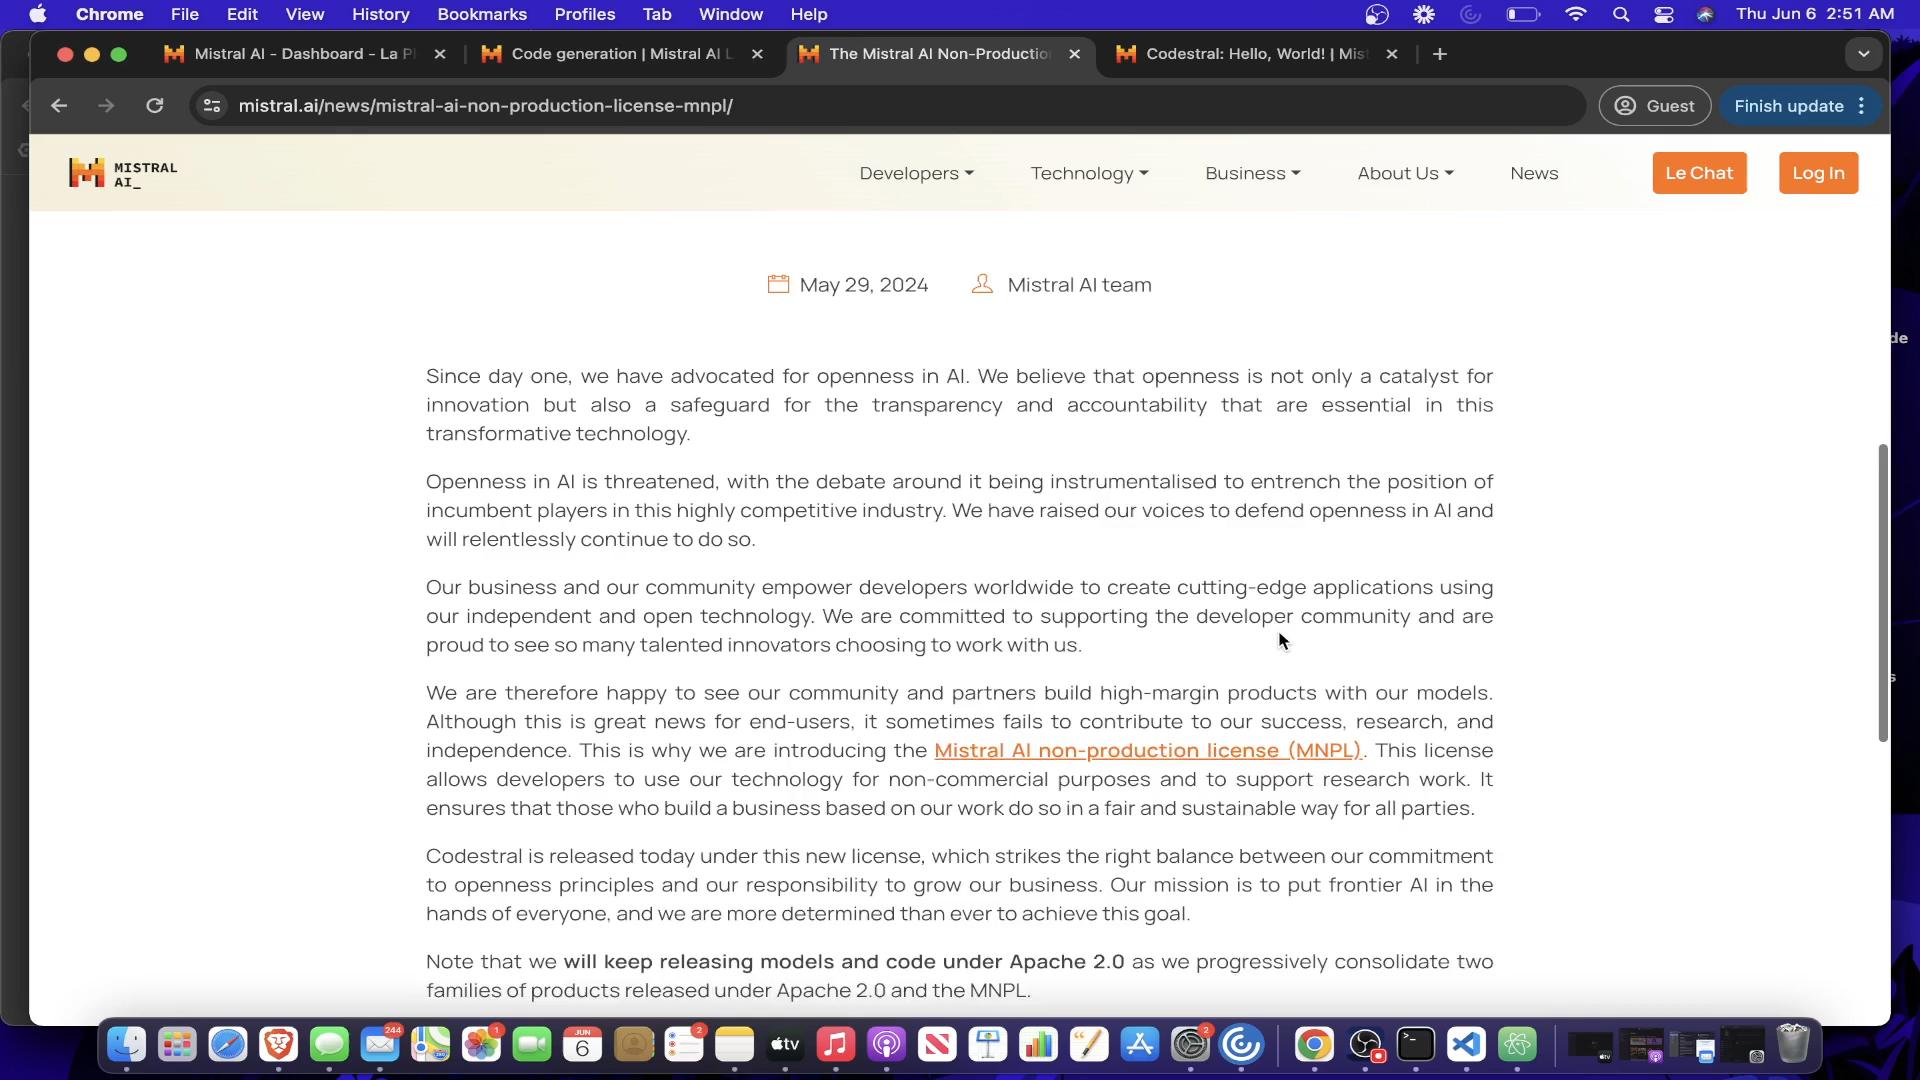 Chrome File Edit View History Bookmarks Profiles Tab Window Help Thu Jun 6 2:51 AM
Mistral AI - Dashboard - La Pl
Code generation | Mistral AI L
The Mistral AI Non-Productio
Codestral: Hello, World! | Mist
mistral.ai/news/mistral-ai-non-production-license-mnpl/
Guest
Finish update
MISTRAL
AI_
Developers Technology Business About Us News Le Chat Log In
May 29, 2024 Mistral AI team
Since day one, we have advocated for openness in AI. We believe that openness is not only a catalyst for
innovation but also a safeguard for the transparency and accountability that are essential in this
transformative technology.
Openness in AI is threatened, with the debate around it being instrumentalised to entrench the position of
incumbent players in this highly competitive industry. We have raised our voices to defend openness in AI and
will relentlessly continue to do so.
Our business and our community empower developers worldwide to create cutting-edge applications using
our independent and open technology. We are committed to supporting the developer community and are
proud to see so many talented innovators choosing to work with us.
We are therefore happy to see our community and partners build high-margin products with our models.
Although this is great news for end-users, it sometimes fails to contribute to our success, research, and
independence. This is why we are introducing the Mistral AI non-production license (MNPL). This license
allows developers to use our technology for non-commercial purposes and to support research work. It
ensures that those who build a business based on our work do so in a fair and sustainable way for all parties.
Codestral is released today under this new license, which strikes the right balance between our commitment
to openness principles and our responsibility to grow our business. Our mission is to put frontier AI in the
hands of everyone, and we are more determined than ever to achieve this goal.
Note that we will keep releasing models and code under Apache 2.0 as we progressively consolidate two
families of products released under Apache 2.0 and the MNPL.
de
s
244
1
JUN
6
2
tv
2